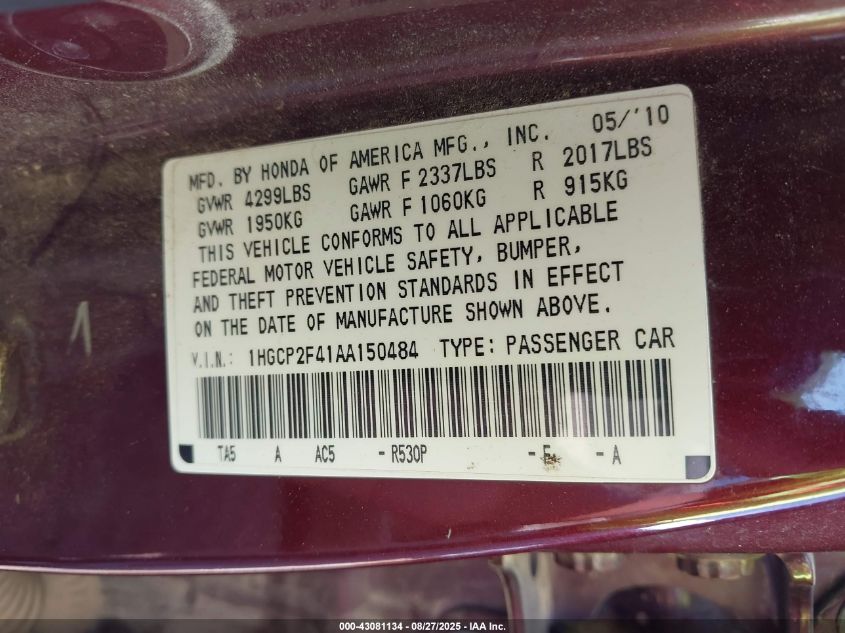 MFD. BY HONDA OF AMERICA MFG., INC. 05/'10
GVWR 4299LBS GAWR F 2337LBS R 2017LBS
GVWR 1950KG GAWR F 1060KG R 915KG
THIS VEHICLE CONFORMS TO ALL APPLICABLE
FEDERAL MOTOR VEHICLE SAFETY, BUMPER,
AND THEFT PREVENTION STANDARDS IN EFFECT
ON THE DATE OF MANUFACTURE SHOWN ABOVE.
V.I.N.: 1HGCP2F41AA150484 TYPE: PASSENGER CAR
TA5 A AC5 - R530P - E - A
000-43081134 - 08/27/2025 - IAA Inc.